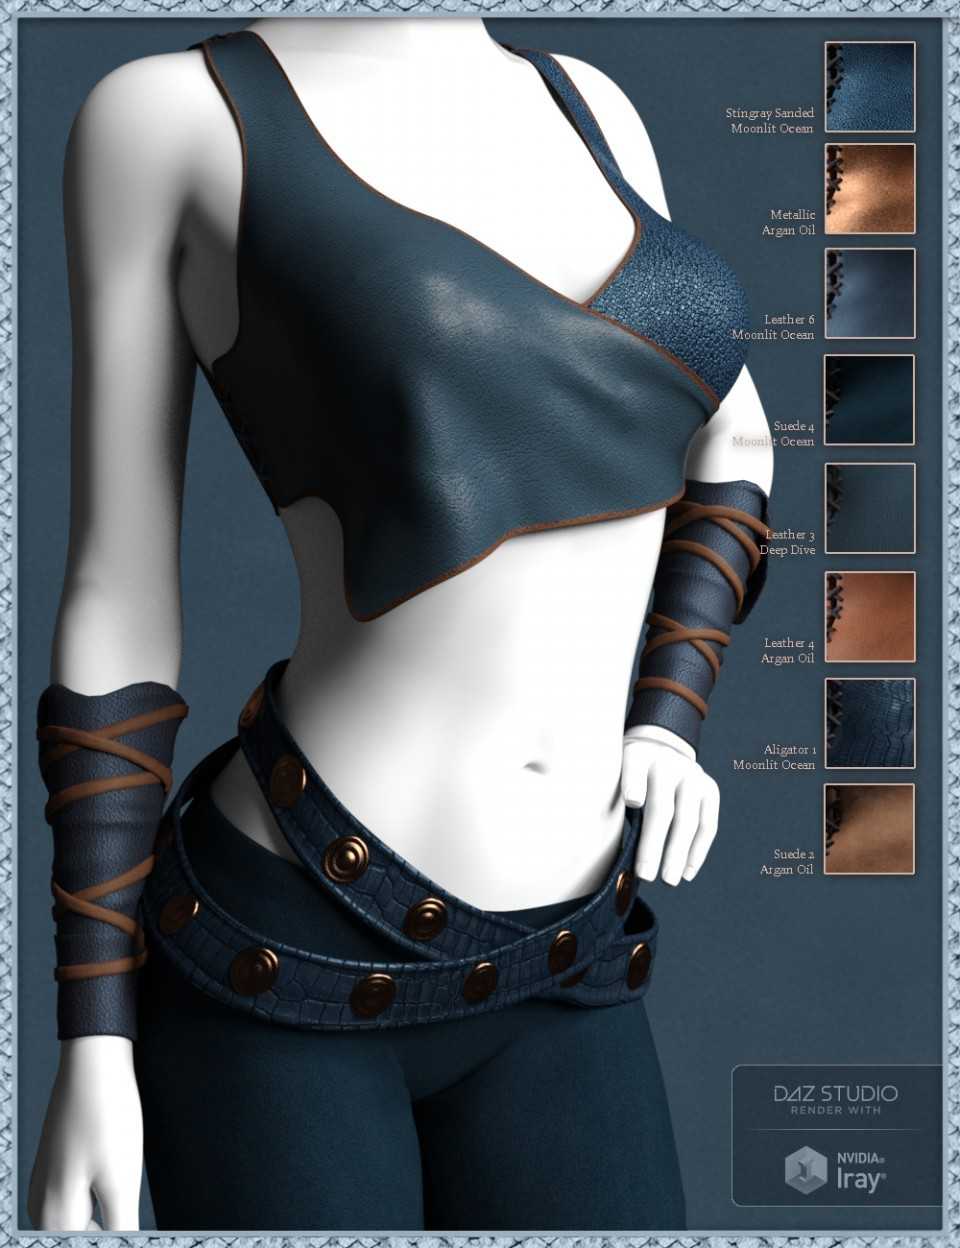 Stingray Sanded
Moonlit Ocean
Metallic
Argan Oil
Leather 6
Moonlit Ocean
Suede 4
Moonlit Ocean
Leather 3
Deep Dive
Leather 4
Argan Oil
Aligator 1
Moonlit Ocean
Suede 2
Argan Oil
DAZ STUDIO
RENDER WITH
NVIDIA®
Iray®